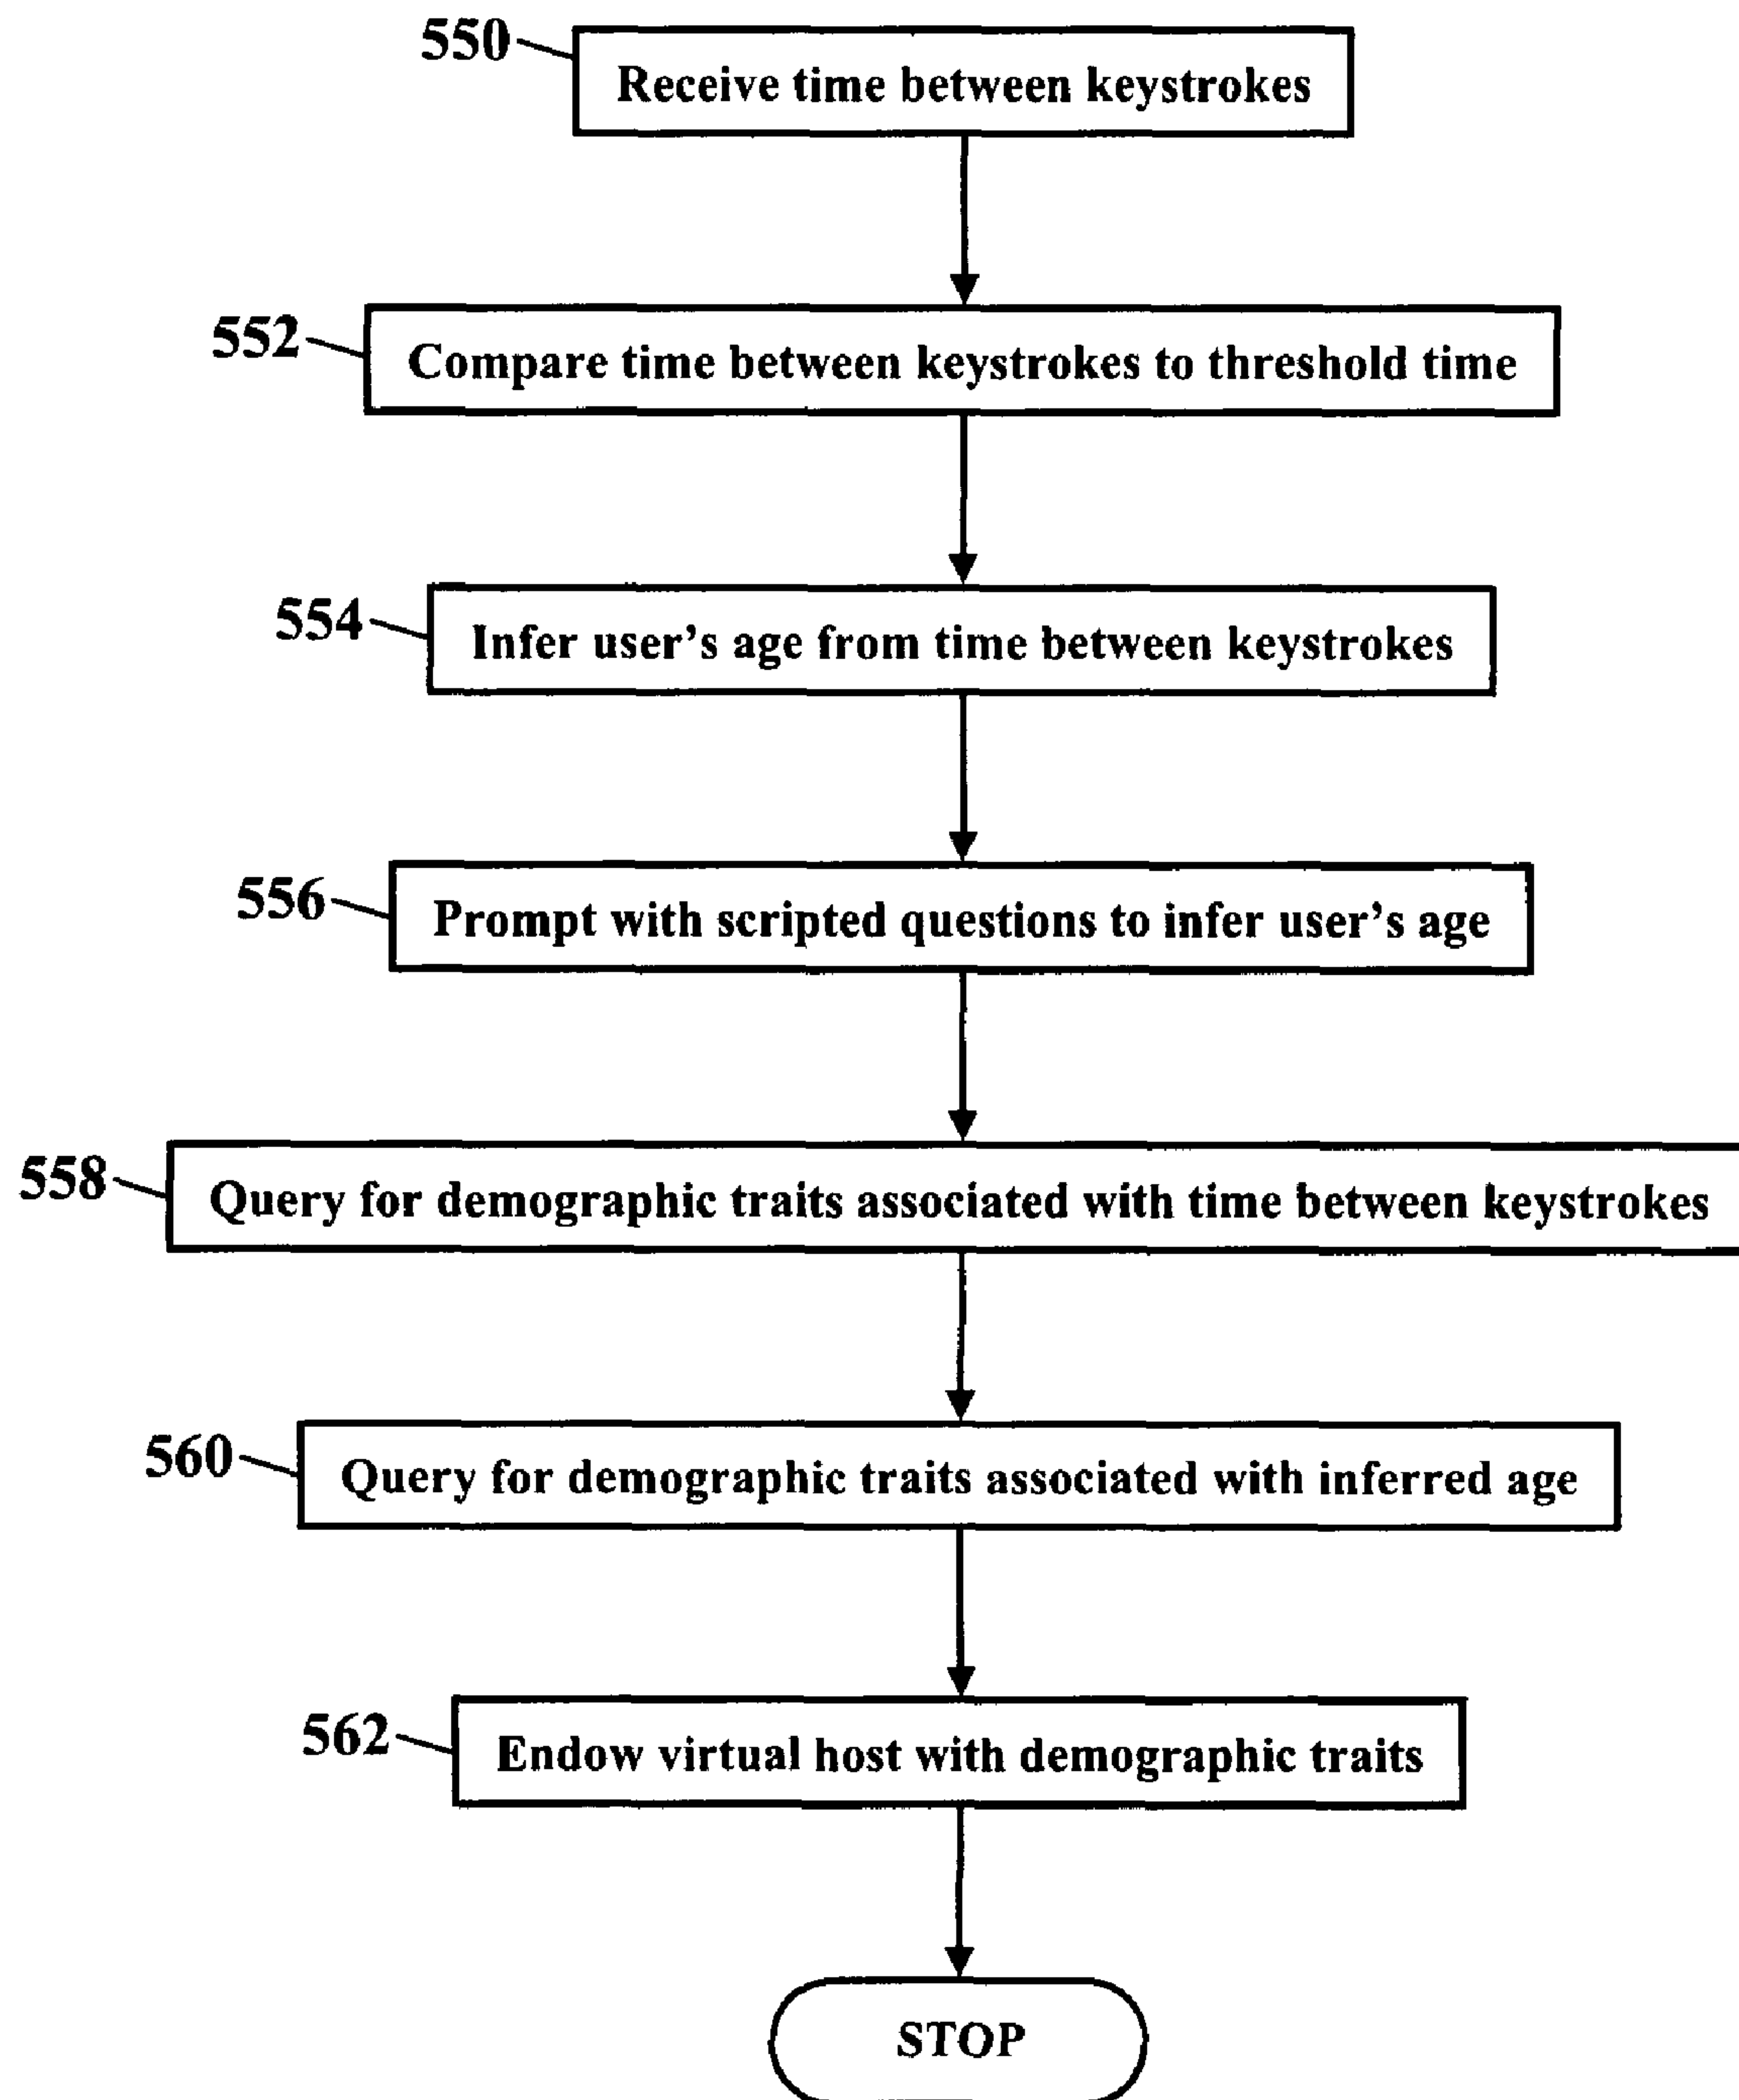 550
Receive time between keystrokes
552
Compare time between keystrokes to threshold time
554
Infer user's age from time between keystrokes
556
Prompt with scripted questions to infer user's age
558
Query for demographic traits associated with time between keystrokes
560
Query for demographic traits associated with inferred age
562
Endow virtual host with demographic traits
STOP